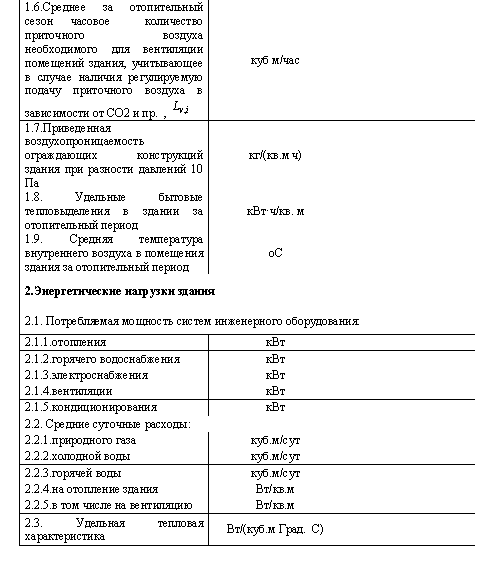 1.6.Среднее за отопительный
сезон часовое количество
приточного воздуха
необходимого для вентиляции
помещений здания, учитывающее
в случае наличия регулируемую
подачу приточного воздуха в
зависимости от СО2 и пр. , Lv,i
куб м/час
1.7.Приведенная
воздухопроницаемость
ограждающих конструкций
здания при разности давлений 10
Па
кг/(кв.м ч)
1.8. Удельные бытовые
тепловыделения в здании за
отопительный период
кВт·ч/кв. м
1.9. Средняя температура
внутреннего воздуха в помещения
здания за отопительный период
оС
2.Энергетические нагрузки здания
2.1. Потребляемая мощность систем инженерного оборудования:
2.1.1.отопления кВт
2.1.2.горячего водоснабжения кВт
2.1.3.электроснабжения кВт
2.1.4.вентиляции кВт
2.1.5.кондиционирования кВт
2.2. Средние суточные расходы:
2.2.1.природного газа куб.м/сут
2.2.2.холодной воды куб.м/сут
2.2.3.горячей воды куб.м/сут
2.2.4.на отопление здания Вт/кв.м
2.2.5.в том числе на вентиляцию Вт/кв.м
2.3. Удельная тепловая
характеристика
Вт/(куб.м Град. С)